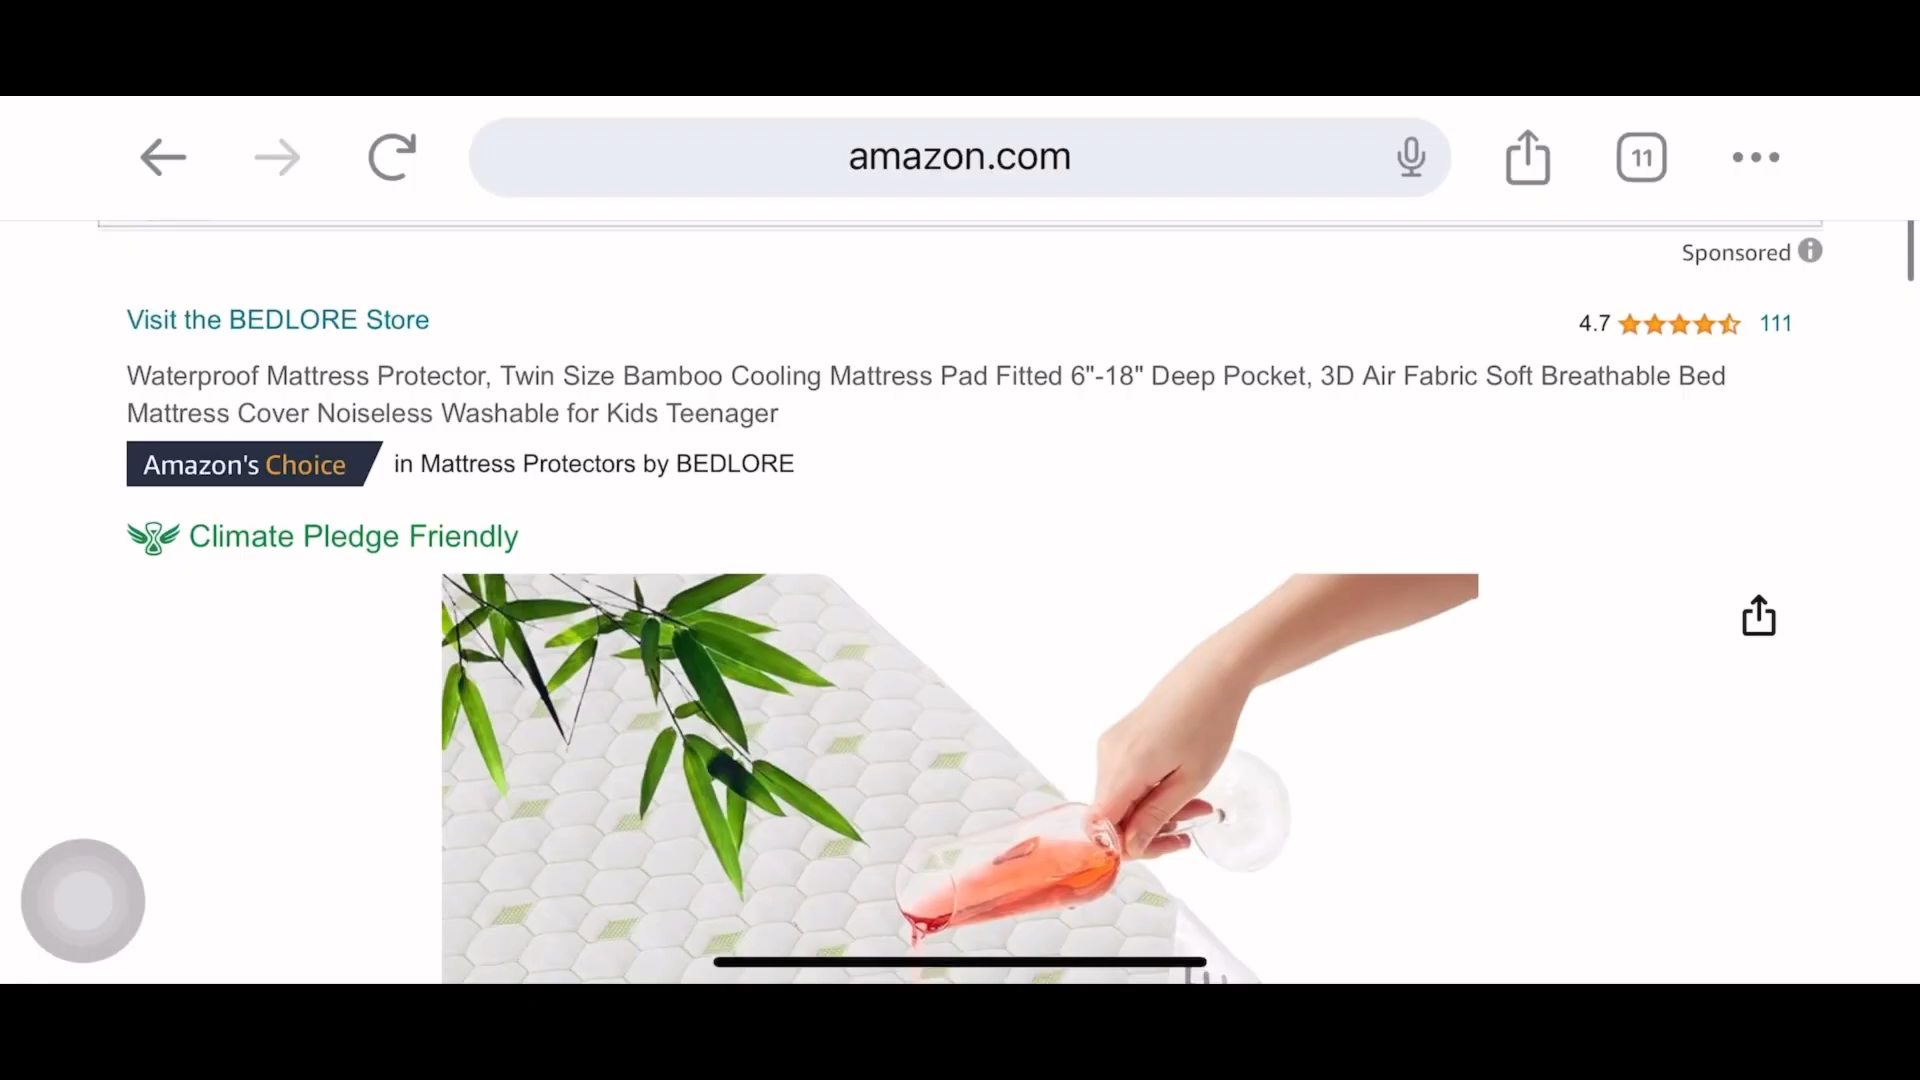 amazon.com
11
Sponsored
Visit the BEDLORE Store
4.7 111
Waterproof Mattress Protector, Twin Size Bamboo Cooling Mattress Pad Fitted 6"-18" Deep Pocket, 3D Air Fabric Soft Breathable Bed
Mattress Cover Noiseless Washable for Kids Teenager
Amazon's Choice in Mattress Protectors by BEDLORE
Climate Pledge Friendly